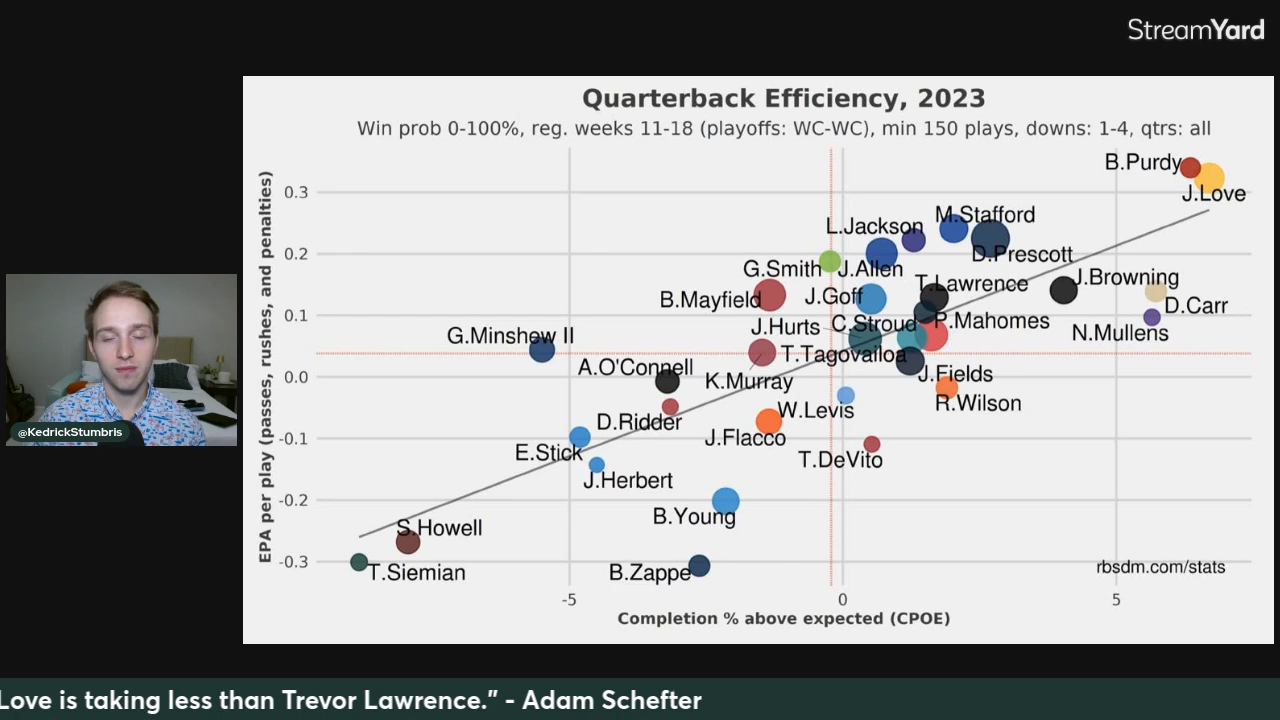 StreamYard
Quarterback Efficiency, 2023
Win prob 0-100%, reg. weeks 11-18 (playoffs: WC-WC), min 150 plays, downs: 1-4, qtrs: all
EPA per play (passes, rushes, and penalties)
0.3
0.2
0.1
0.0
-0.1
-0.2
-0.3
B.Purdy
J.Love
M.Stafford
L.Jackson
D.Prescott
G.Smith
J.Allen
T.Lawrence
J.Browning
B.Mayfield
J.Goff
D.Carr
J.Hurts
C.Stroud
P.Mahomes
N.Mullens
G.Minshew II
T.Tagovailoa
A.O'Connell
K.Murray
J.Fields
R.Wilson
W.Levis
D.Ridder
J.Flacco
E.Stick
T.DeVito
J.Herbert
B.Young
S.Howell
T.Siemian
B.Zappe
rbsdm.com/stats
-5
0
5
Completion % above expected (CPOE)
@KedrickStumbris
Love is taking less than Trevor Lawrence.” - Adam Schefter